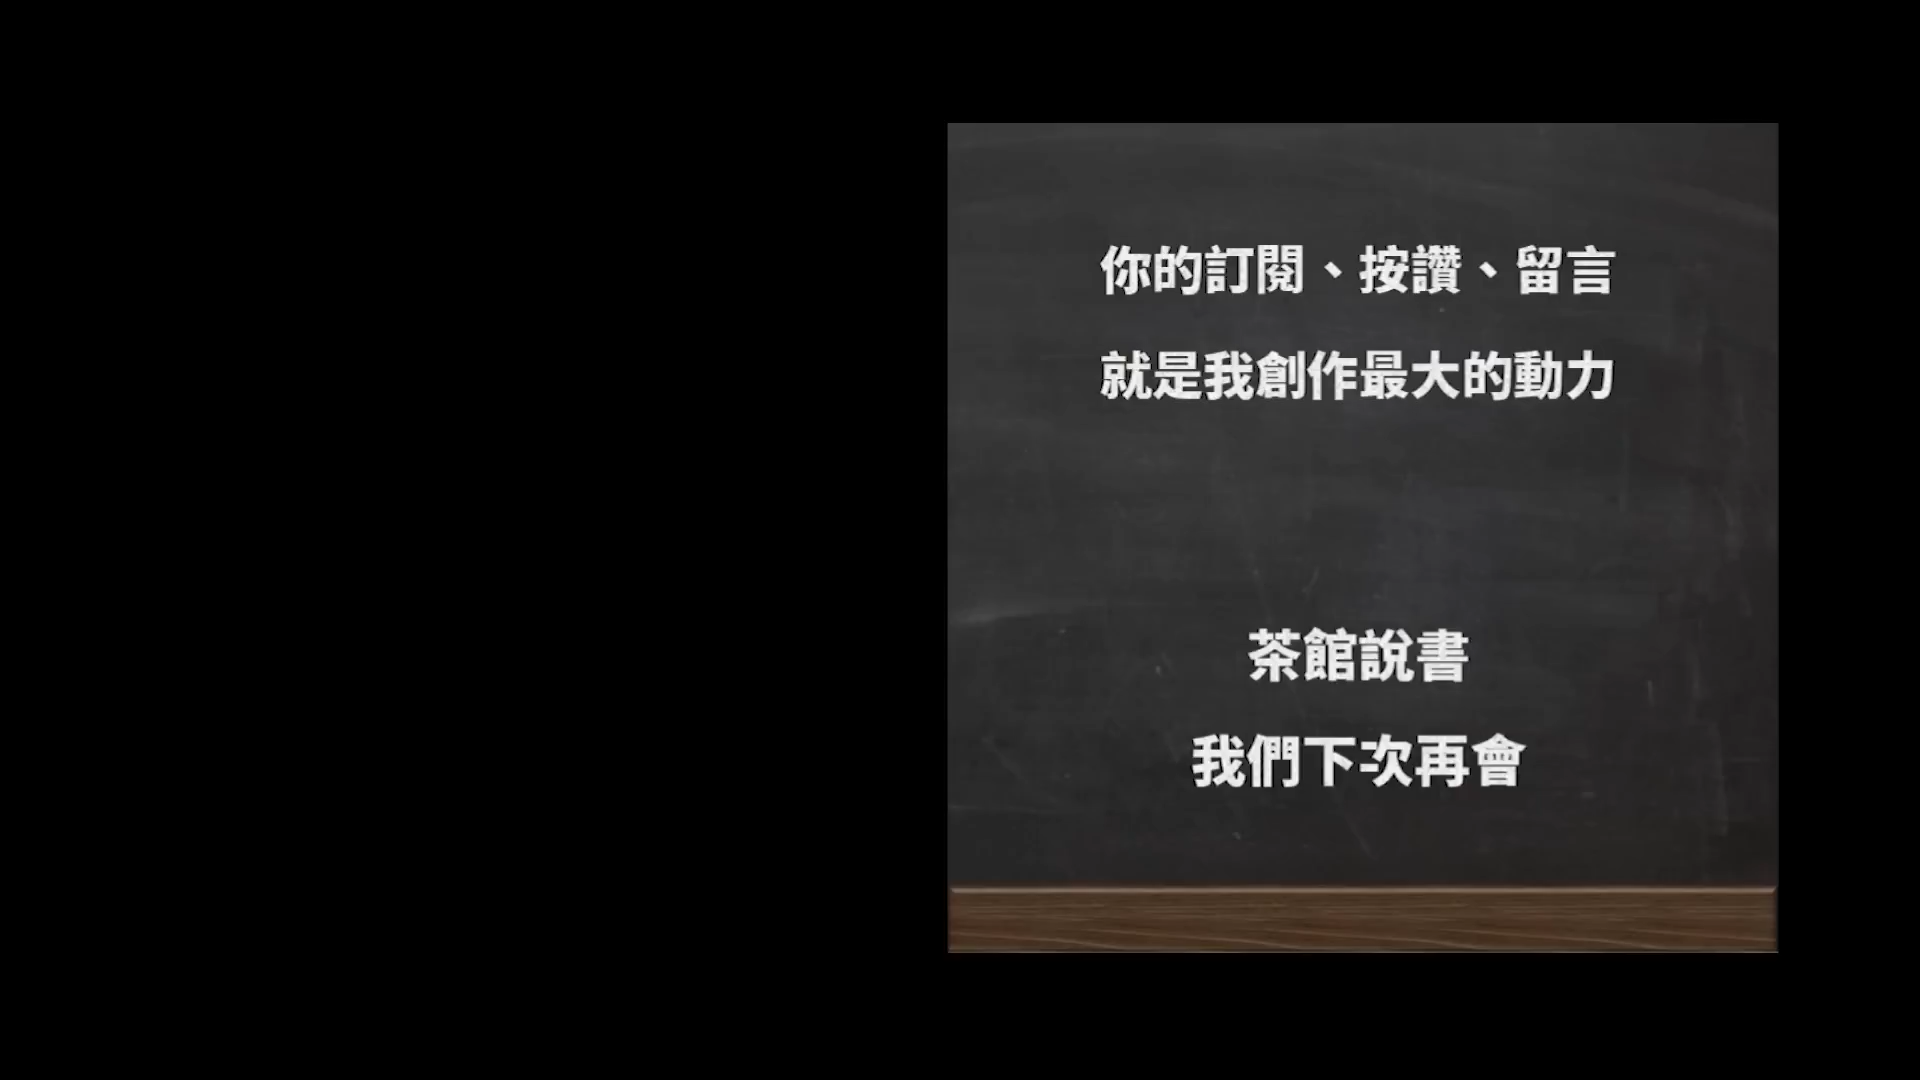 你的訂閱、按讚、留言
就是我創作最大的動力
茶館說書
我們下次再會